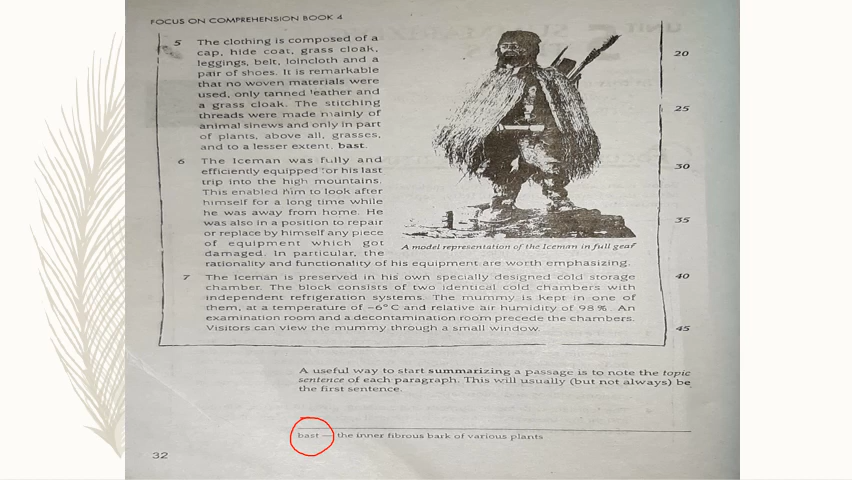 FOCUS ON COMPREHENSION BOOK 4
5 The clothing is composed of a
cap, hide coat, grass cloak,
leggings, belt, loincloth and a
pair of shoes. It is remarkable
that no woven materials were
used, only tanned leather and
a grass cloak. The stitching
threads were made mainly of
animal sinews and only in part
of plants, above all, grasses,
and to a lesser extent, bast.
6 The Iceman was fully and
efficiently equipped for his last
trip into the high mountains.
This enabled him to look after
himself for a long time while
he was away from home. He
was also in a position to repair
or replace by himself any piece
of equipment which got
damaged. In particular, the
rationality and functionality of his equipment are worth emphasizing.
20
25
30
35
A model representation of the Iceman in full gear
7 The Iceman is preserved in his own specially designed cold storage 40
chamber. The block consists of two identical cold chambers with
independent refrigeration systems. The mummy is kept in one of
them, at a temperature of –6°C and relative air humidity of 98%. An
examination room and a decontamination room precede the chambers.
Visitors can view the mummy through a small window. 45
A useful way to start summarizing a passage is to note the topic
sentence of each paragraph. This will usually (but not always) be
the first sentence.
bast — the inner fibrous bark of various plants
32